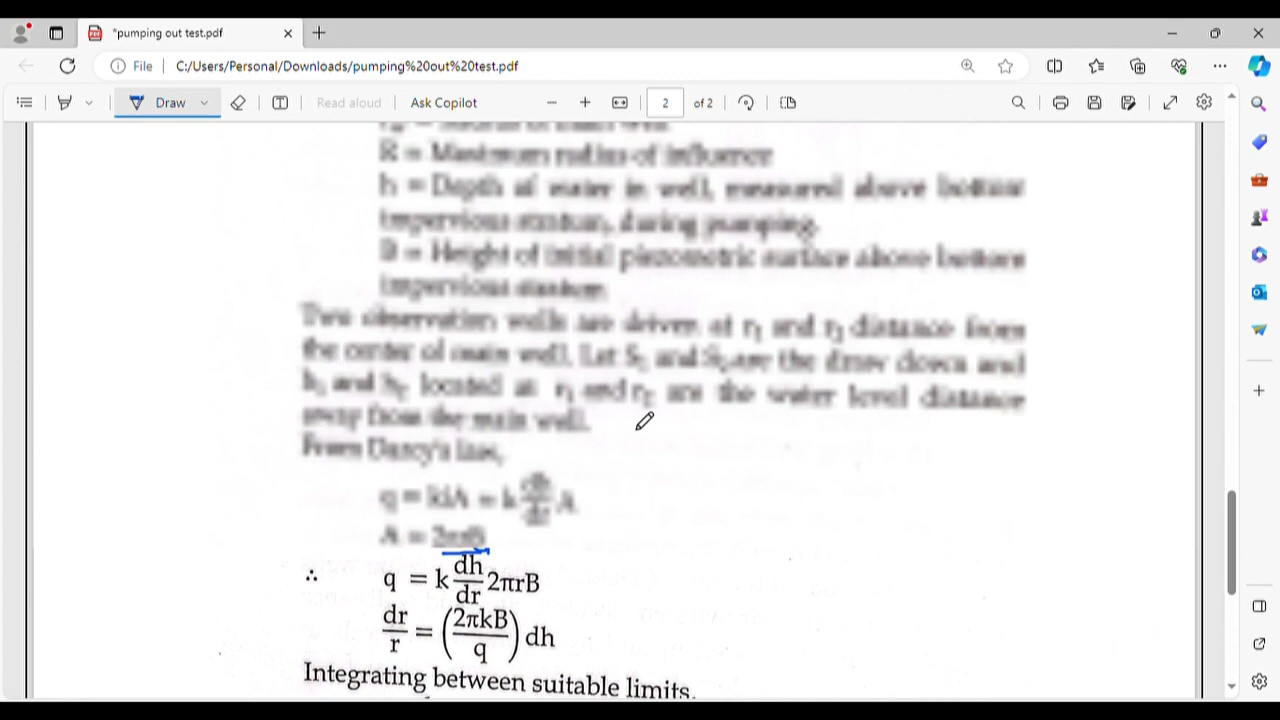 *pumping out test.pdf
File | C:/Users/Personal/Downloads/pumping%20out%20test.pdf
Draw Read aloud Ask Copilot 2 of 2
R = Maximum radius of influence
h = Depth of water in well, measured above bottom
impervious stratum, during pumping.
B = Height of initial piezometric surface above bottom
impervious stratum
Two observation wells are driven at r₁ and r₂ distance from
the center of main well. Let S₁ and S₂ are the draw down and
h₁ and h₂ located at r₁ and r₂ are the water level distance
away from the main well.
From Darcy's law,
q = kiA = k dh/dr A
A = 2πrB
∴ q = k dh/dr 2πrB
dr/r = (2πkB/q) dh
Integrating between suitable limits.